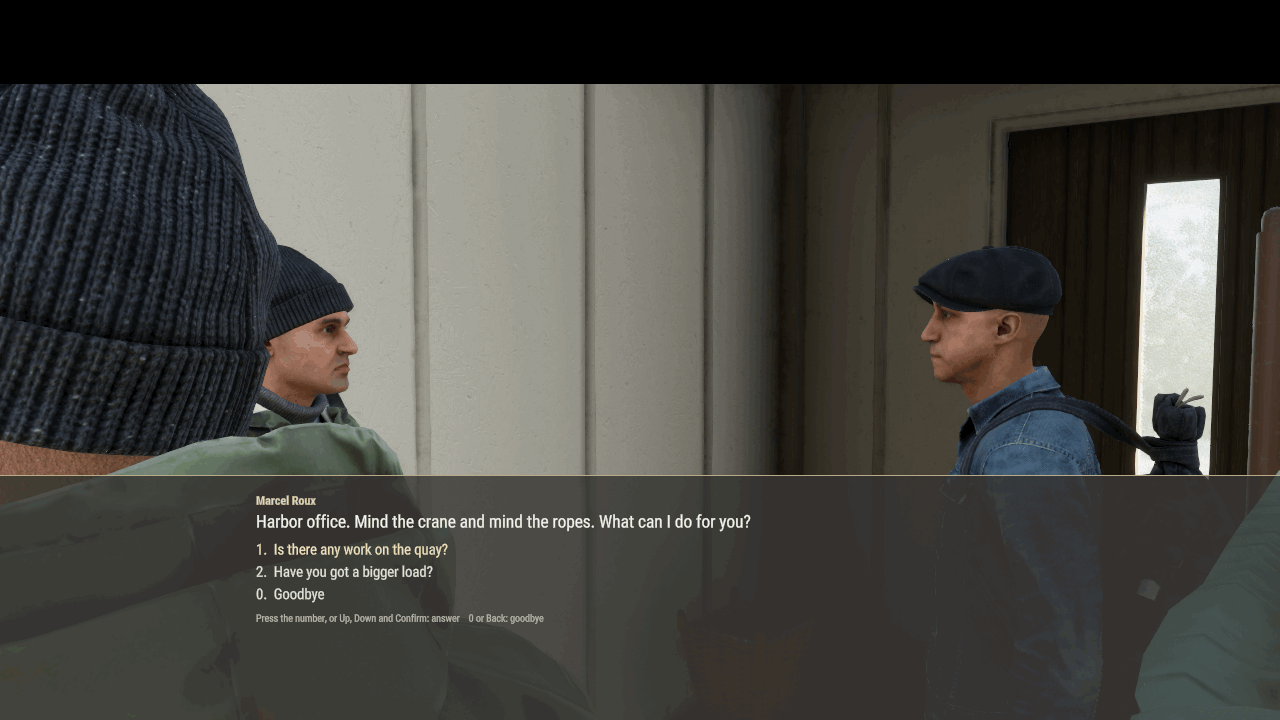 Marcel Roux
Harbor office. Mind the crane and mind the ropes. What can I do for you?
1. Is there any work on the quay?
2. Have you got a bigger load?
0. Goodbye
Press the number, or Up, Down and Confirm: answer 0 or Back: goodbye